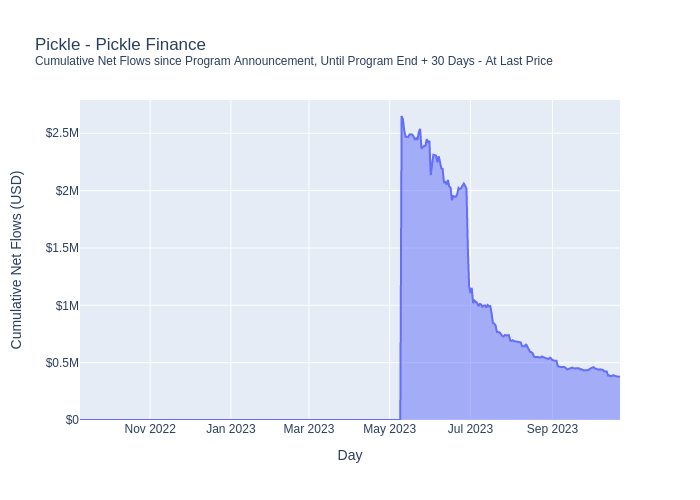 Pickle - Pickle Finance
Cumulative Net Flows since Program Announcement, Until Program End + 30 Days - At Last Price
Cumulative Net Flows (USD)
$2.5M
$2M
$1.5M
$1M
$0.5M
$0
Nov 2022
Jan 2023
Mar 2023
May 2023
Jul 2023
Sep 2023
Day